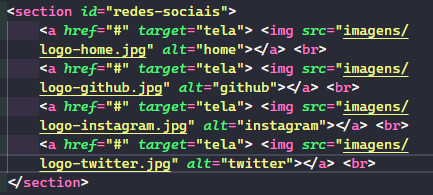 <section id="redes-sociais">
<a href="#" target="tela"> <img src="imagens/
logo-home.jpg" alt="home"></a> <br>
<a href="#" target="tela"> <img src="imagens/
logo-github.jpg" alt="github"></a> <br>
<a href="#" target="tela"> <img src="imagens/
logo-instagram.jpg" alt="instagram"></a> <br>
<a href="#" target="tela"> <img src="imagens/
logo-twitter.jpg" alt="twitter"></a> <br>
</section>